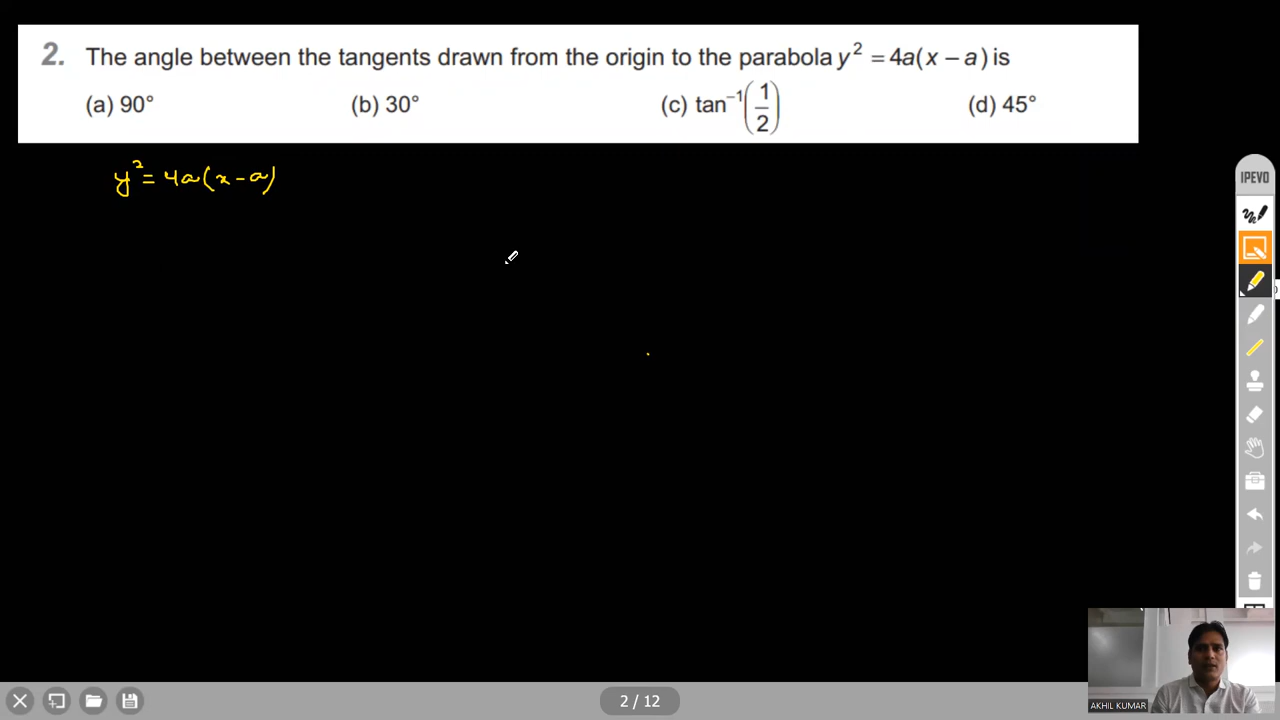 2. The angle between the tangents drawn from the origin to the parabola y² = 4a(x – a) is
(a) 90° (b) 30° (c) tan⁻¹(1/2) (d) 45°
y² = 4a(x – a)
IPEVO
2 / 12
AKHIL KUMAR